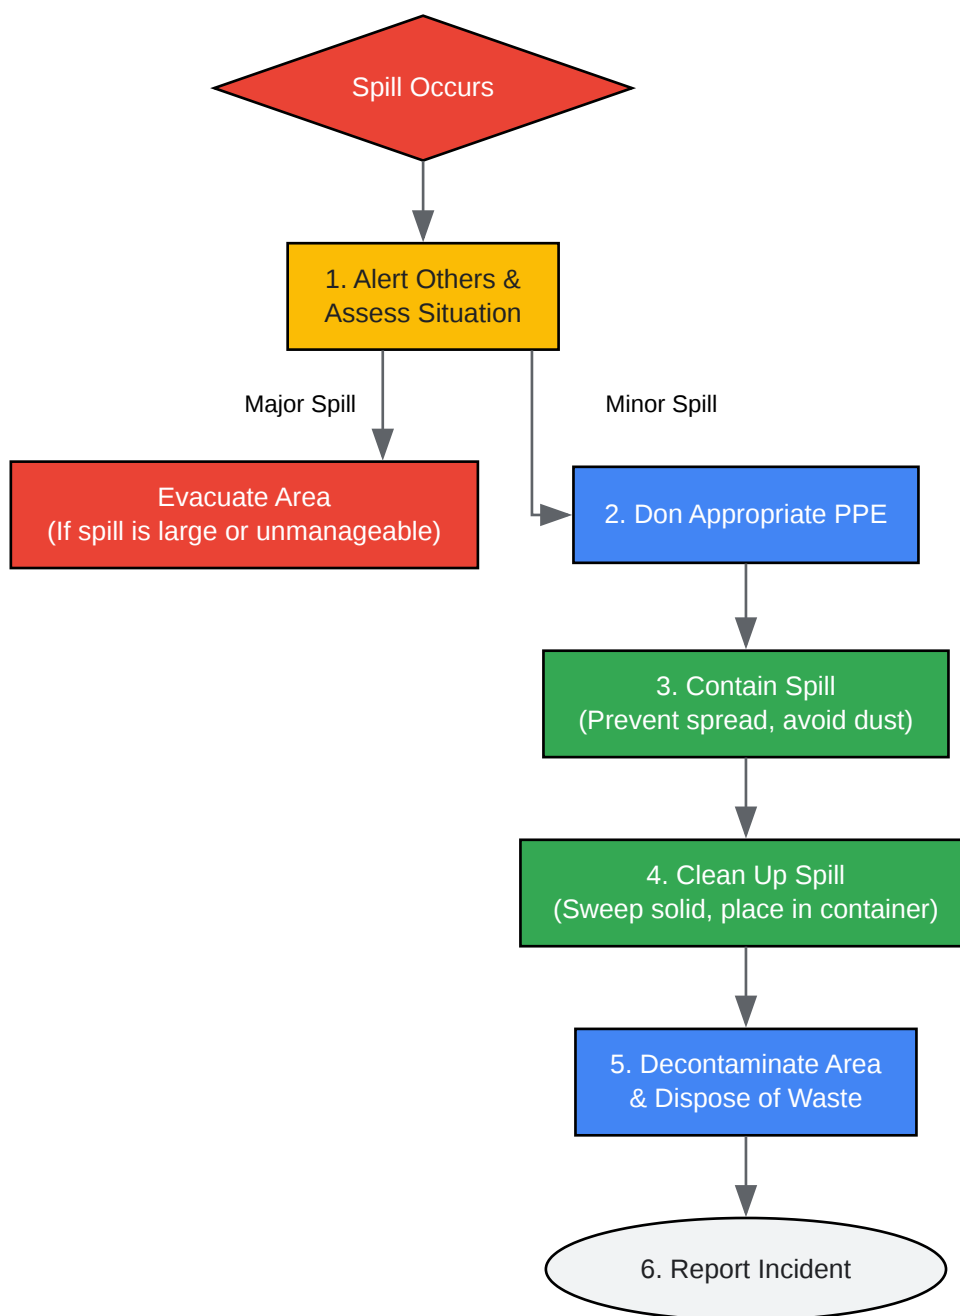 Spill Occurs
1. Alert Others &
Assess Situation
Major Spill
Minor Spill
Evacuate Area
(If spill is large or unmanageable)
2. Don Appropriate PPE
3. Contain Spill
(Prevent spread, avoid dust)
4. Clean Up Spill
(Sweep solid, place in container)
5. Decontaminate Area
& Dispose of Waste
6. Report Incident